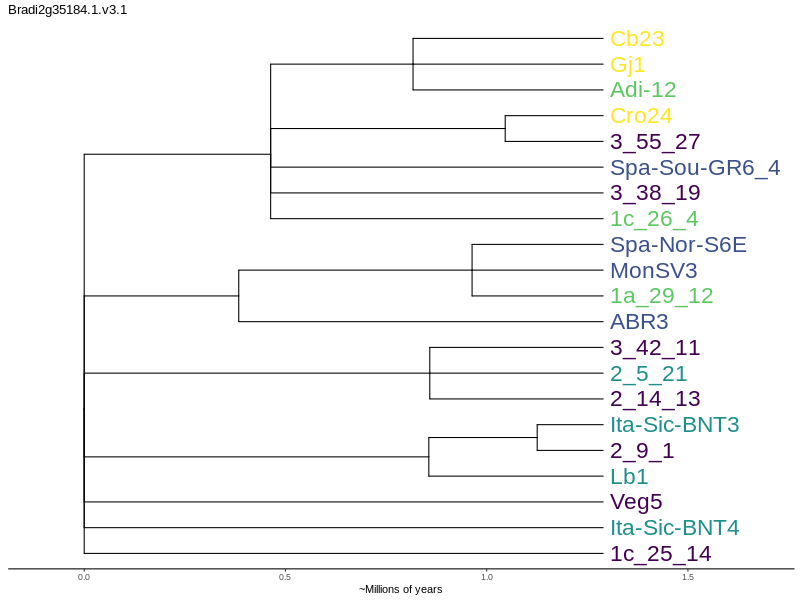 Bradi2g35184.1.v3.1
Cb23
Gj1
Adi-12
Cro24
3_55_27
Spa-Sou-GR6_4
3_38_19
1c_26_4
Spa-Nor-S6E
MonSV3
1a_29_12
ABR3
3_42_11
2_5_21
2_14_13
Ita-Sic-BNT3
2_9_1
Lb1
Veg5
Ita-Sic-BNT4
1c_25_14
0.0 0.5 1.0 1.5
~Millions of years